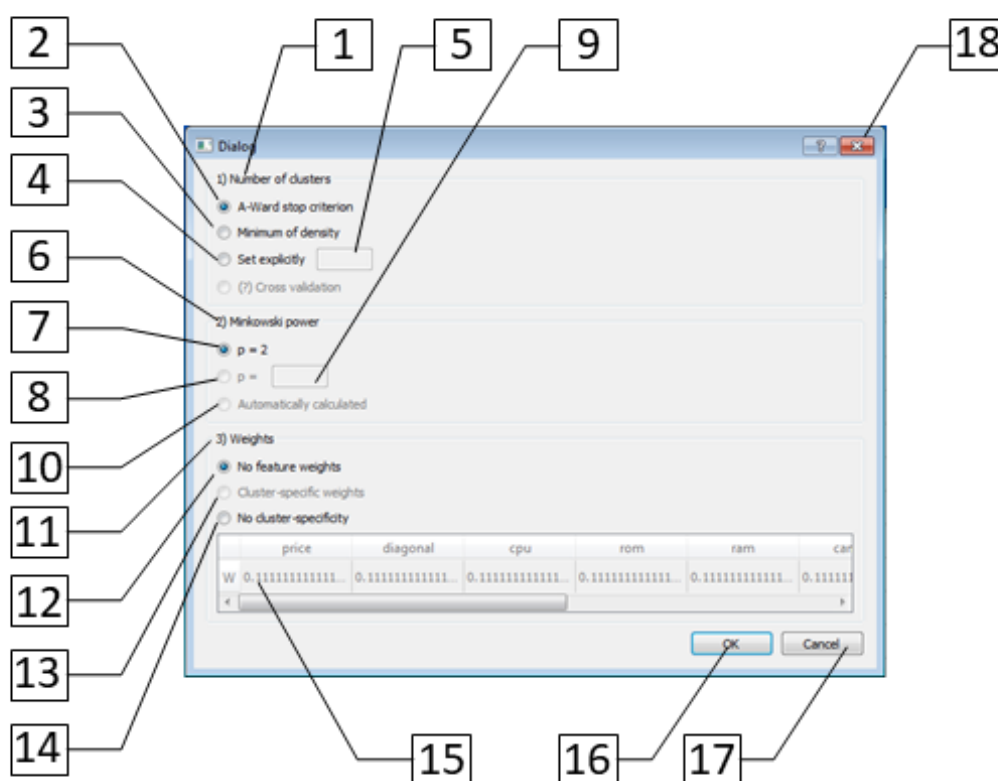 2 1 5 9 18
3
4
6
7
8
10
11
12
13
14
Dialog ?
1) Number of clusters
A-Ward stop criterion
Minimum of density
Set explicitly
(?) Cross validation
2) Minkowski power
p = 2
p =
Automatically calculated
3) Weights
No feature weights
Cluster-specific weights
No cluster-specificity
price diagonal cpu rom ram car
W 0.111111111111... 0.111111111111... 0.111111111111... 0.111111111111... 0.111111111111... 0.111111
OK Cancel
15 16 17